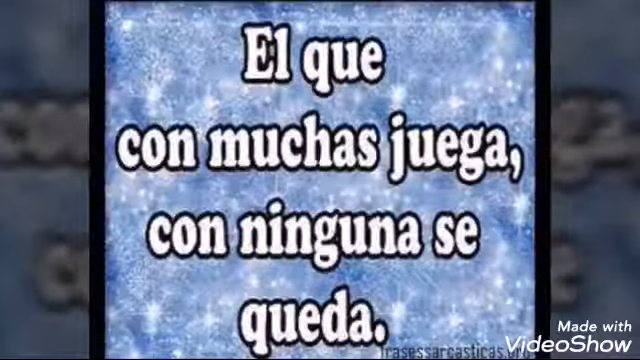 El que
con muchas juega,
con ninguna se
queda.
Made with
VideoShow